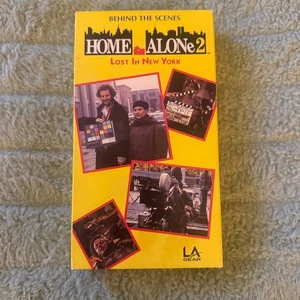 BEHIND THE SCENES
HOME ALONe 2
LOST IN NEW YORK
LA
GEAR